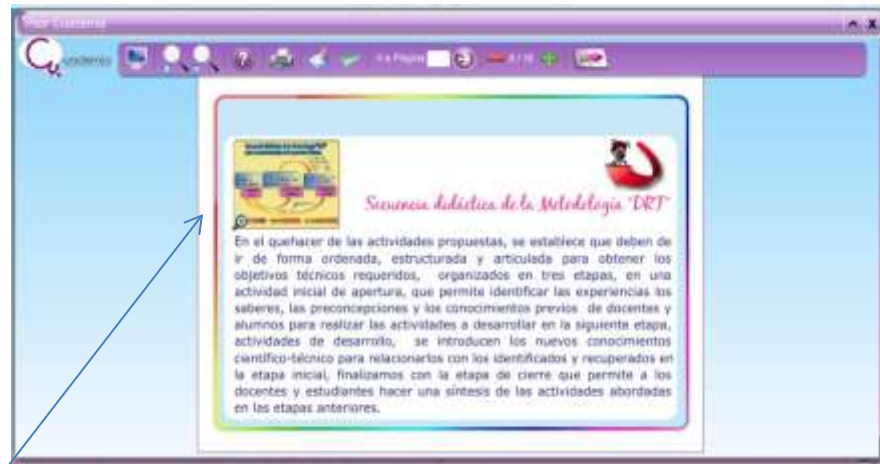 Cuaderno
Ir a Página
Secuencia didáctica de la Metodología "DRT"
En el quehacer de las actividades propuestas, se establece que deben de
ir de forma ordenada, estructurada y articulada para obtener los
objetivos técnicos requeridos, organizados en tres etapas, en una
actividad inicial de apertura, que permite identificar las experiencias los
saberes, las preconcepciones y los conocimientos previos de docentes y
alumnos para realizar las actividades a desarrollar en la siguiente etapa,
actividades de desarrollo, se introducen los nuevos conocimientos
científico-técnico para relacionarlos con los identificados y recuperados en
la etapa inicial, finalizamos con la etapa de cierre que permite a los
docentes y estudiantes hacer una síntesis de las actividades abordadas
en las etapas anteriores.